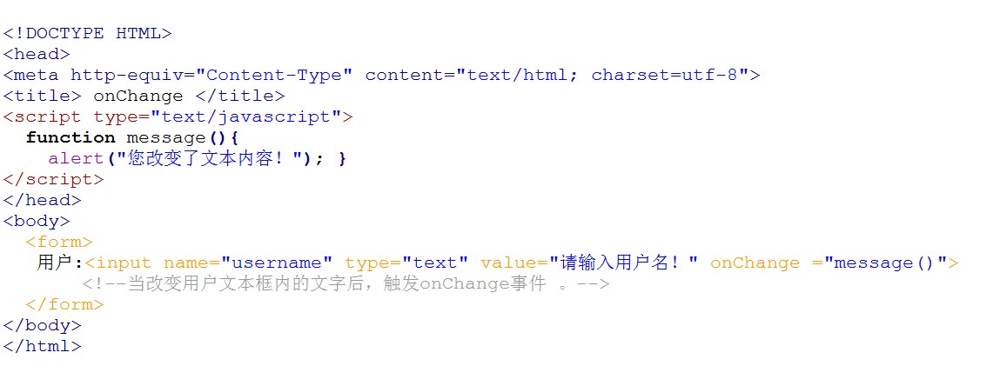 <!DOCTYPE HTML>
<head>
<meta http-equiv="Content-Type" content="text/html; charset=utf-8">
<title> onChange </title>
<script type="text/javascript">
  function message(){
    alert("您改变了文本内容！"); }
</script>
</head>
<body>
  <form>
   用户:<input name="username" type="text" value="请输入用户名！" onChange ="message()">
       <!--当改变用户文本框内的文字后，触发onChange事件 。-->
  </form>
</body>
</html>